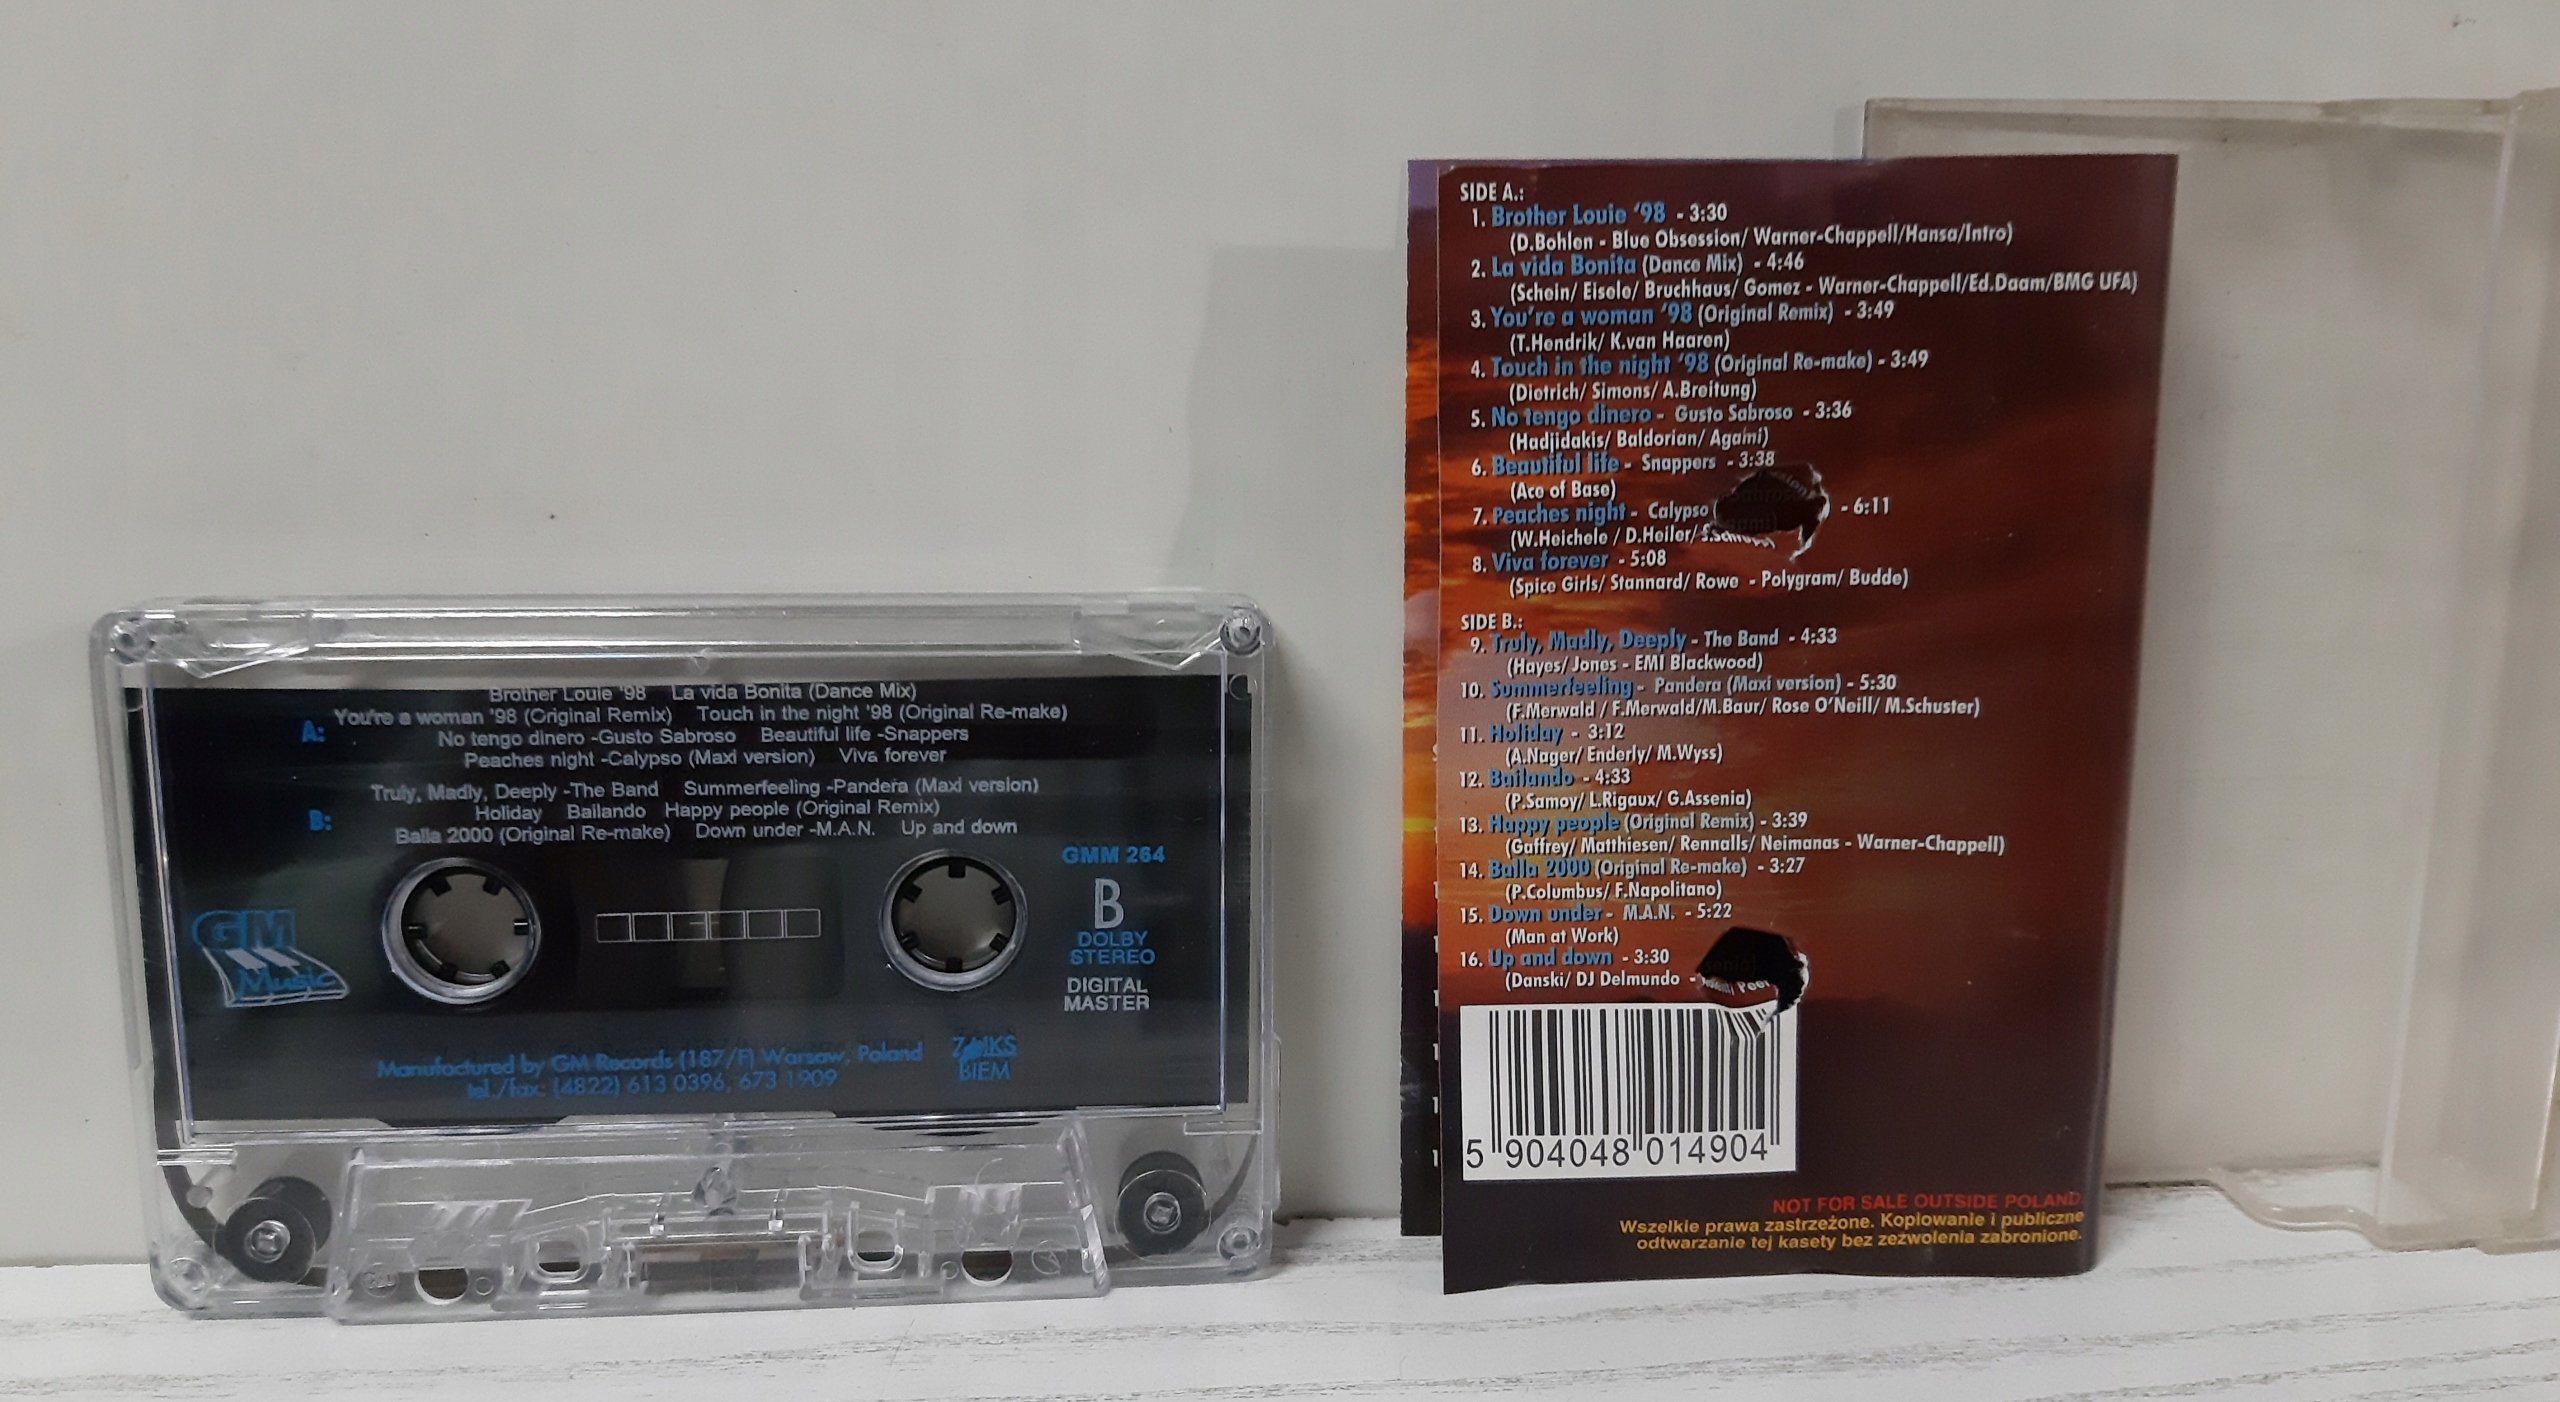 Brother Louie '98 La vida Bonita (Dance Mix)
A: You're a woman '98 (Original Remix) Touch in the night '98 (Original Re-make)
No tengo dinero -Gusto Sabroso Beautiful life -Snappers
Peaches night -Calypso (Maxi version) Viva forever
Truly, Madly, Deeply -The Band Summerfeeling -Pandera (Maxi version)
B: Holiday Bailando Happy people (Original Remix)
Balla 2000 (Original Re-make) Down under -M.A.N. Up and down
GMM 264
B
DOLBY
STEREO
DIGITAL
MASTER
GM
Music
Manufactured by GM Records (187/F) Warsaw, Poland
tel./fax: (4822) 613 0396, 673 1909
ZAIKS
BIEM
SIDE A.:
1. Brother Louie '98 - 3:30
(D.Bohlen - Blue Obsession/ Warner-Chappell/Hansa/Intro)
2. La vida Bonita (Dance Mix) - 4:46
(Schein/ Eisele/ Bruchhaus/ Gomez - Warner-Chappell/Ed.Daam/BMG UFA)
3. You're a woman '98 (Original Remix) - 3:49
(T.Hendrik/ K.van Haaren)
4. Touch in the night '98 (Original Re-make) - 3:49
(Dietrich/ Simons/ A.Breitung)
5. No tengo dinero - Gusto Sabroso - 3:36
(Hadjidakis/ Baldorian/ Agami)
6. Beautiful life - Snappers - 3:38
(Ace of Base)
7. Peaches night - Calypso - 6:11
(W.Heichele / D.Heiler/
8. Viva forever - 5:08
(Spice Girls/ Stannard/ Rowe - Polygram/ Budde)
SIDE B.:
9. Truly, Madly, Deeply - The Band - 4:33
(Hayes/ Jones - EMI Blackwood)
10. Summerfeeling - Pandera (Maxi version) - 5:30
(F.Merwald / F.Merwald/M.Baur/ Rose O'Neill/ M.Schuster)
11. Holiday - 3:12
(A.Nager/ Enderly/ M.Wyss)
12. Bailando - 4:33
(P.Samoy/ L.Rigaux/ G.Assenia)
13. Happy people (Original Remix) - 3:39
(Gaffrey/ Matthiesen/ Rennalls/ Neimanas - Warner-Chappell)
14. Balla 2000 (Original Re-make) - 3:27
(P.Columbus/ F.Napolitano)
15. Down under - M.A.N. - 5:22
(Man at Work)
16. Up and down - 3:30
(Danski/ DJ Delmundo -
5 904048 014904
NOT FOR SALE OUTSIDE POLAND.
Wszelkie prawa zastrzeżone. Kopiowanie i publiczne
odtwarzanie tej kasety bez zezwolenia zabronione.